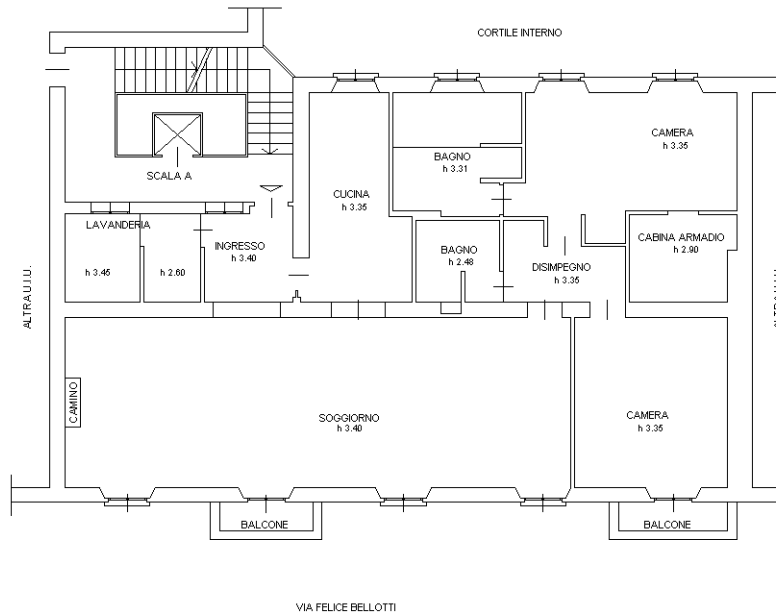 CORTILE INTERNO
CAMERA
h 3.35
BAGNO
h 3.31
SCALA A
CUCINA
h 3.35
LAVANDERIA
INGRESSO
h 3.40
BAGNO
h 2.48
CABINA ARMADIO
h 2.90
DISIMPEGNO
h 3.35
h 3.45
h 2.60
ALTRA U.I.U.
ALTRA U.I.U.
CAMINO
SOGGIORNO
h 3.40
CAMERA
h 3.35
BALCONE
BALCONE
VIA FELICE BELLOTTI